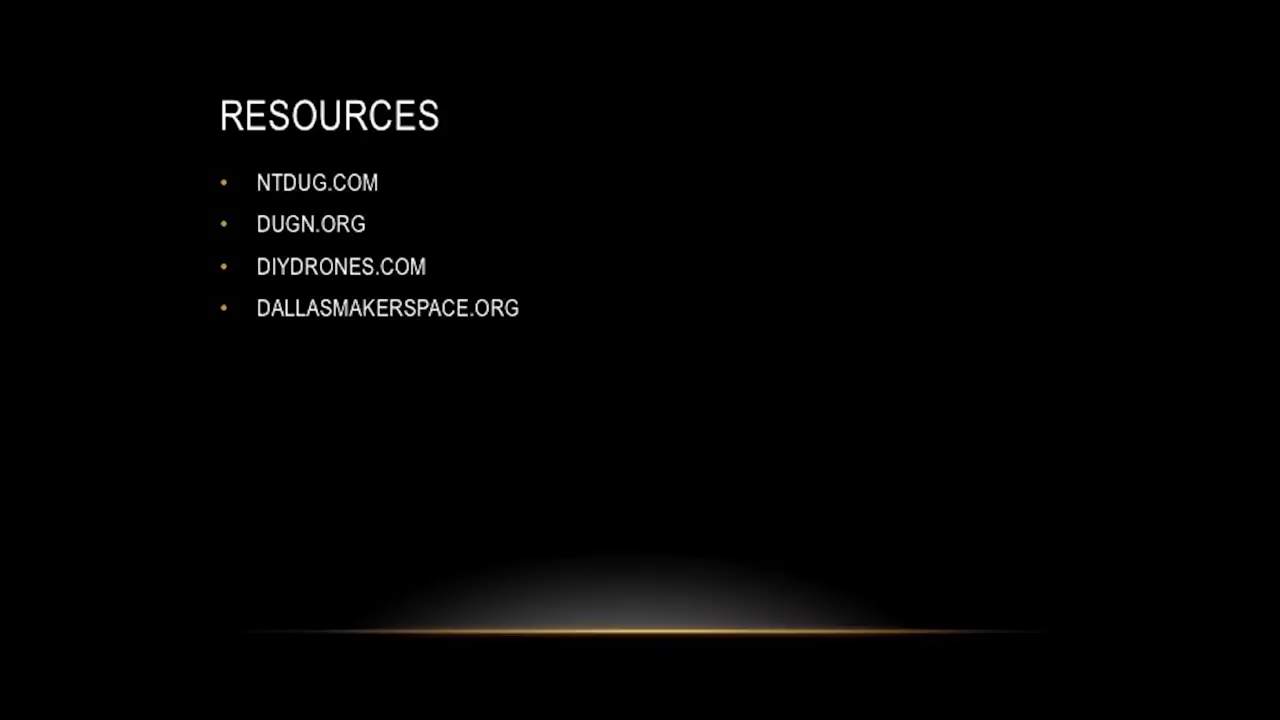 RESOURCES
• NTDUG.COM
• DUGN.ORG
• DIYDRONES.COM
• DALLASMAKERSPACE.ORG